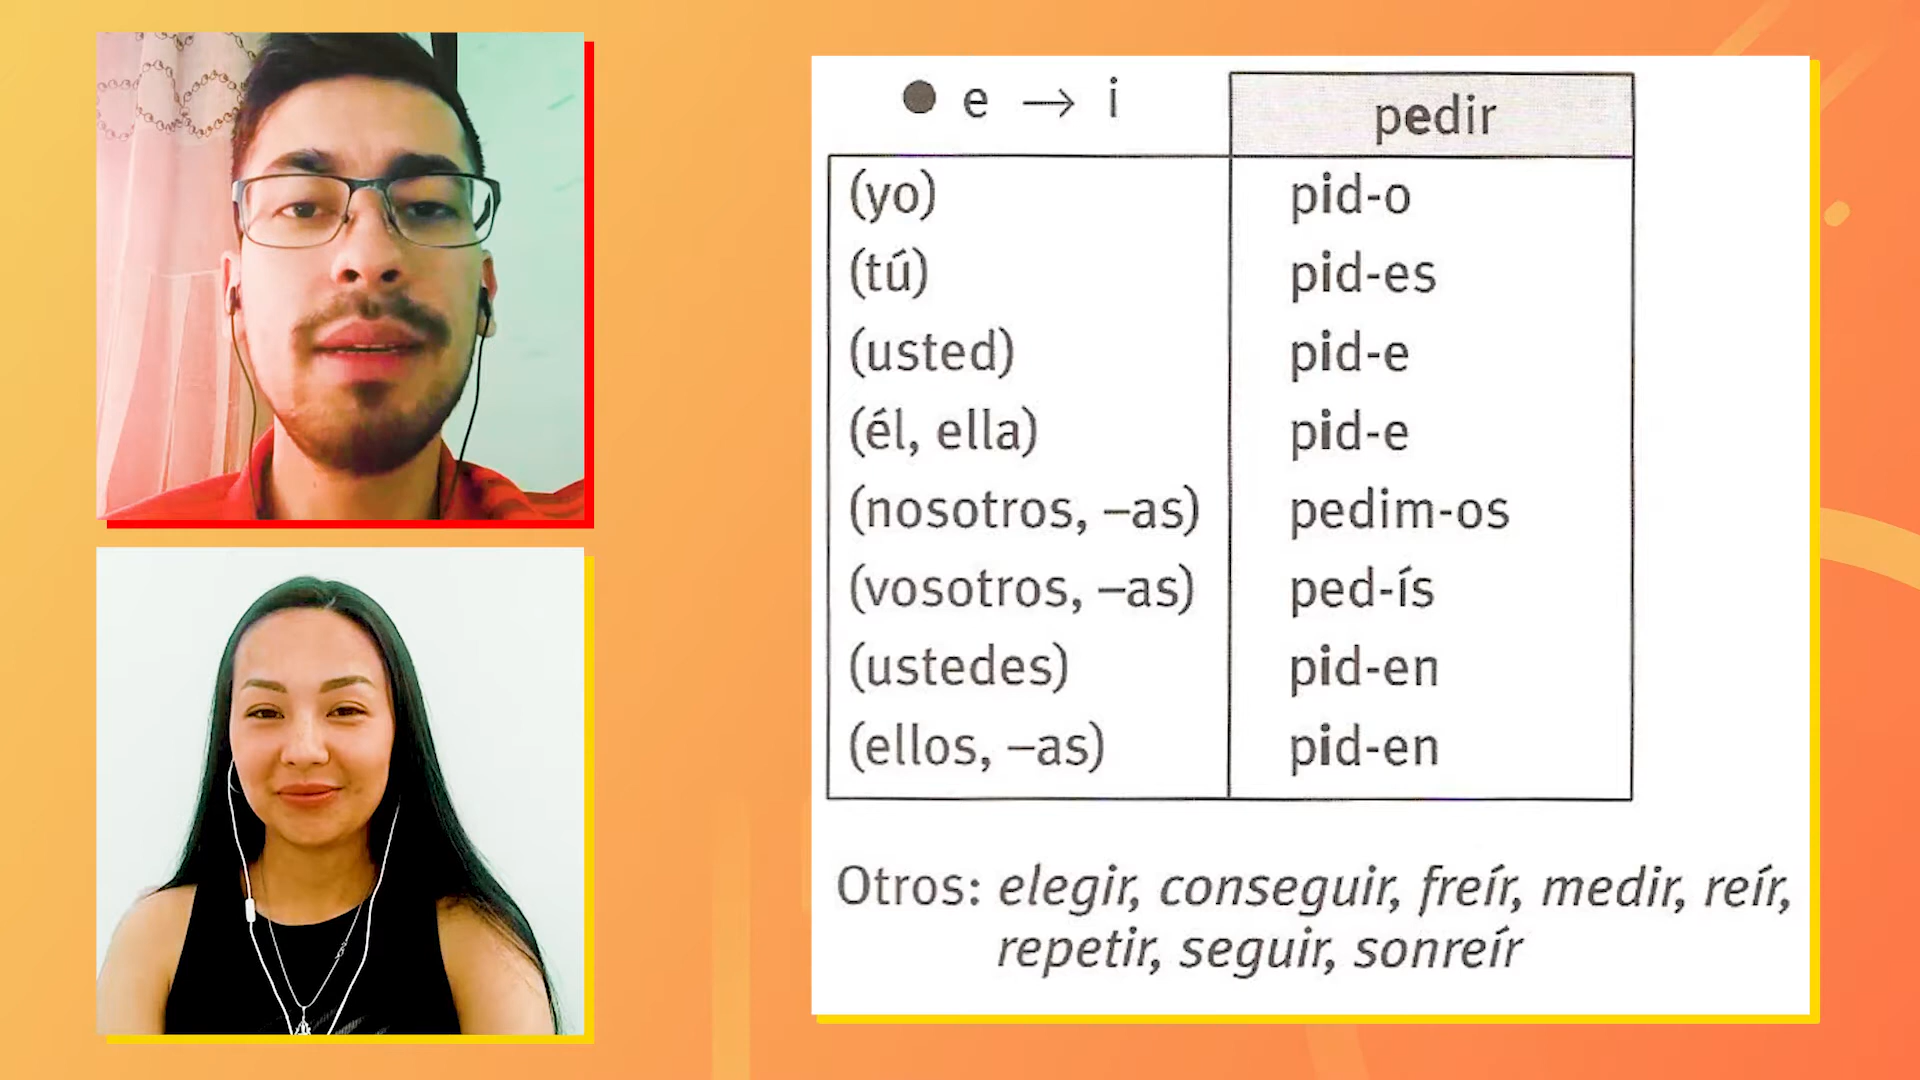 ● e → i pedir
(yo) pid-o
(tú) pid-es
(usted) pid-e
(él, ella) pid-e
(nosotros, –as) pedim-os
(vosotros, –as) ped-ís
(ustedes) pid-en
(ellos, –as) pid-en
Otros: elegir, conseguir, freír, medir, reír,
repetir, seguir, sonreír